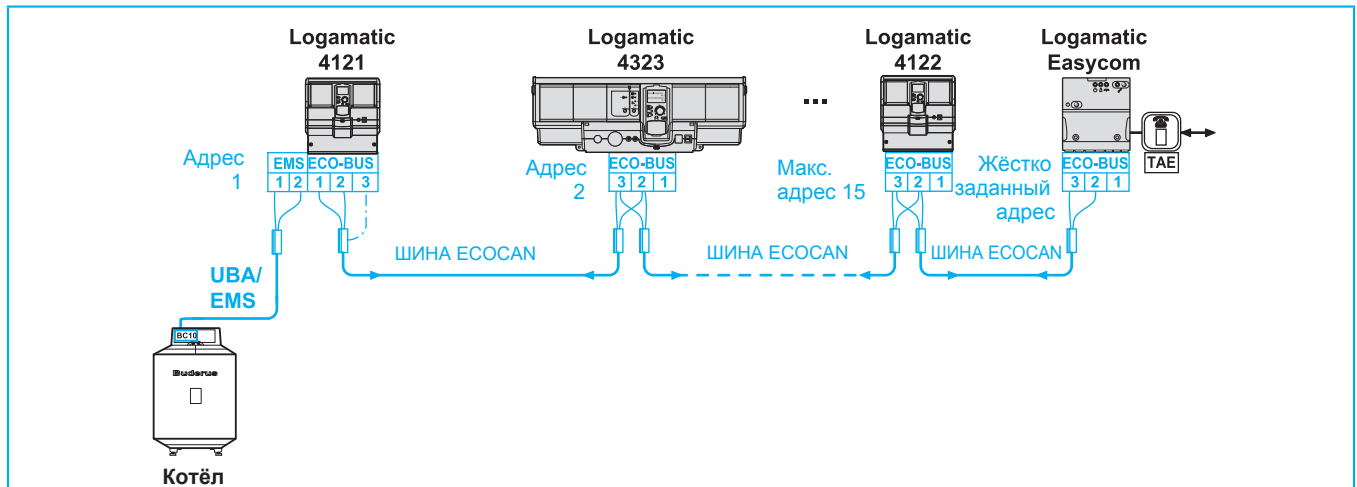 Logamatic
4121
Logamatic
4323
...
Logamatic
4122
Logamatic
Easycom
Адрес
1
EMS ECO-BUS
1 2 1 2 3
Адрес
2
ECO-BUS
3 2 1
Макс.
адрес 15
ECO-BUS
3 2 1
Жёстко
заданный
адрес
ECO-BUS
3 2 1
TAE
ШИНА ECOCAN
ШИНА ECOCAN
ШИНА ECOCAN
UBA/
EMS
BC10
Buderus
Котёл